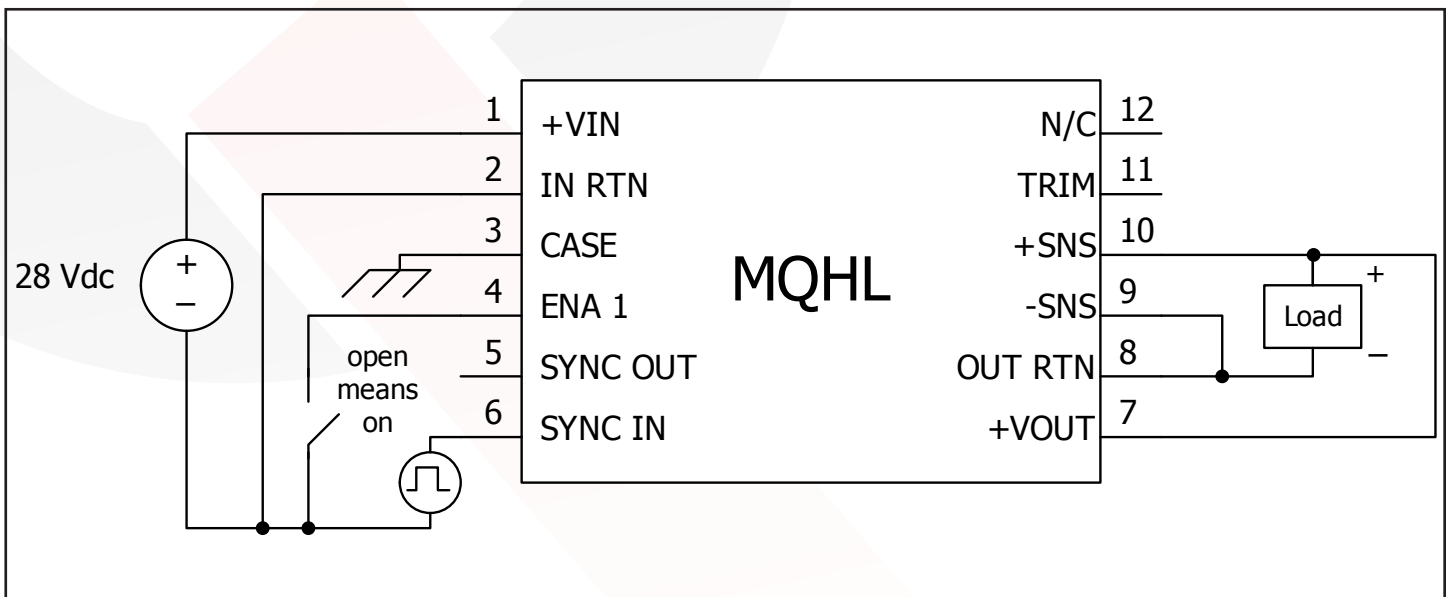 1 +VIN
2 IN RTN
3 CASE
4 ENA 1
5 SYNC OUT
6 SYNC IN
28 Vdc
+
−
open
means
on
MQHL
N/C 12
TRIM 11
+SNS 10
-SNS 9
OUT RTN 8
+VOUT 7
+
Load
−